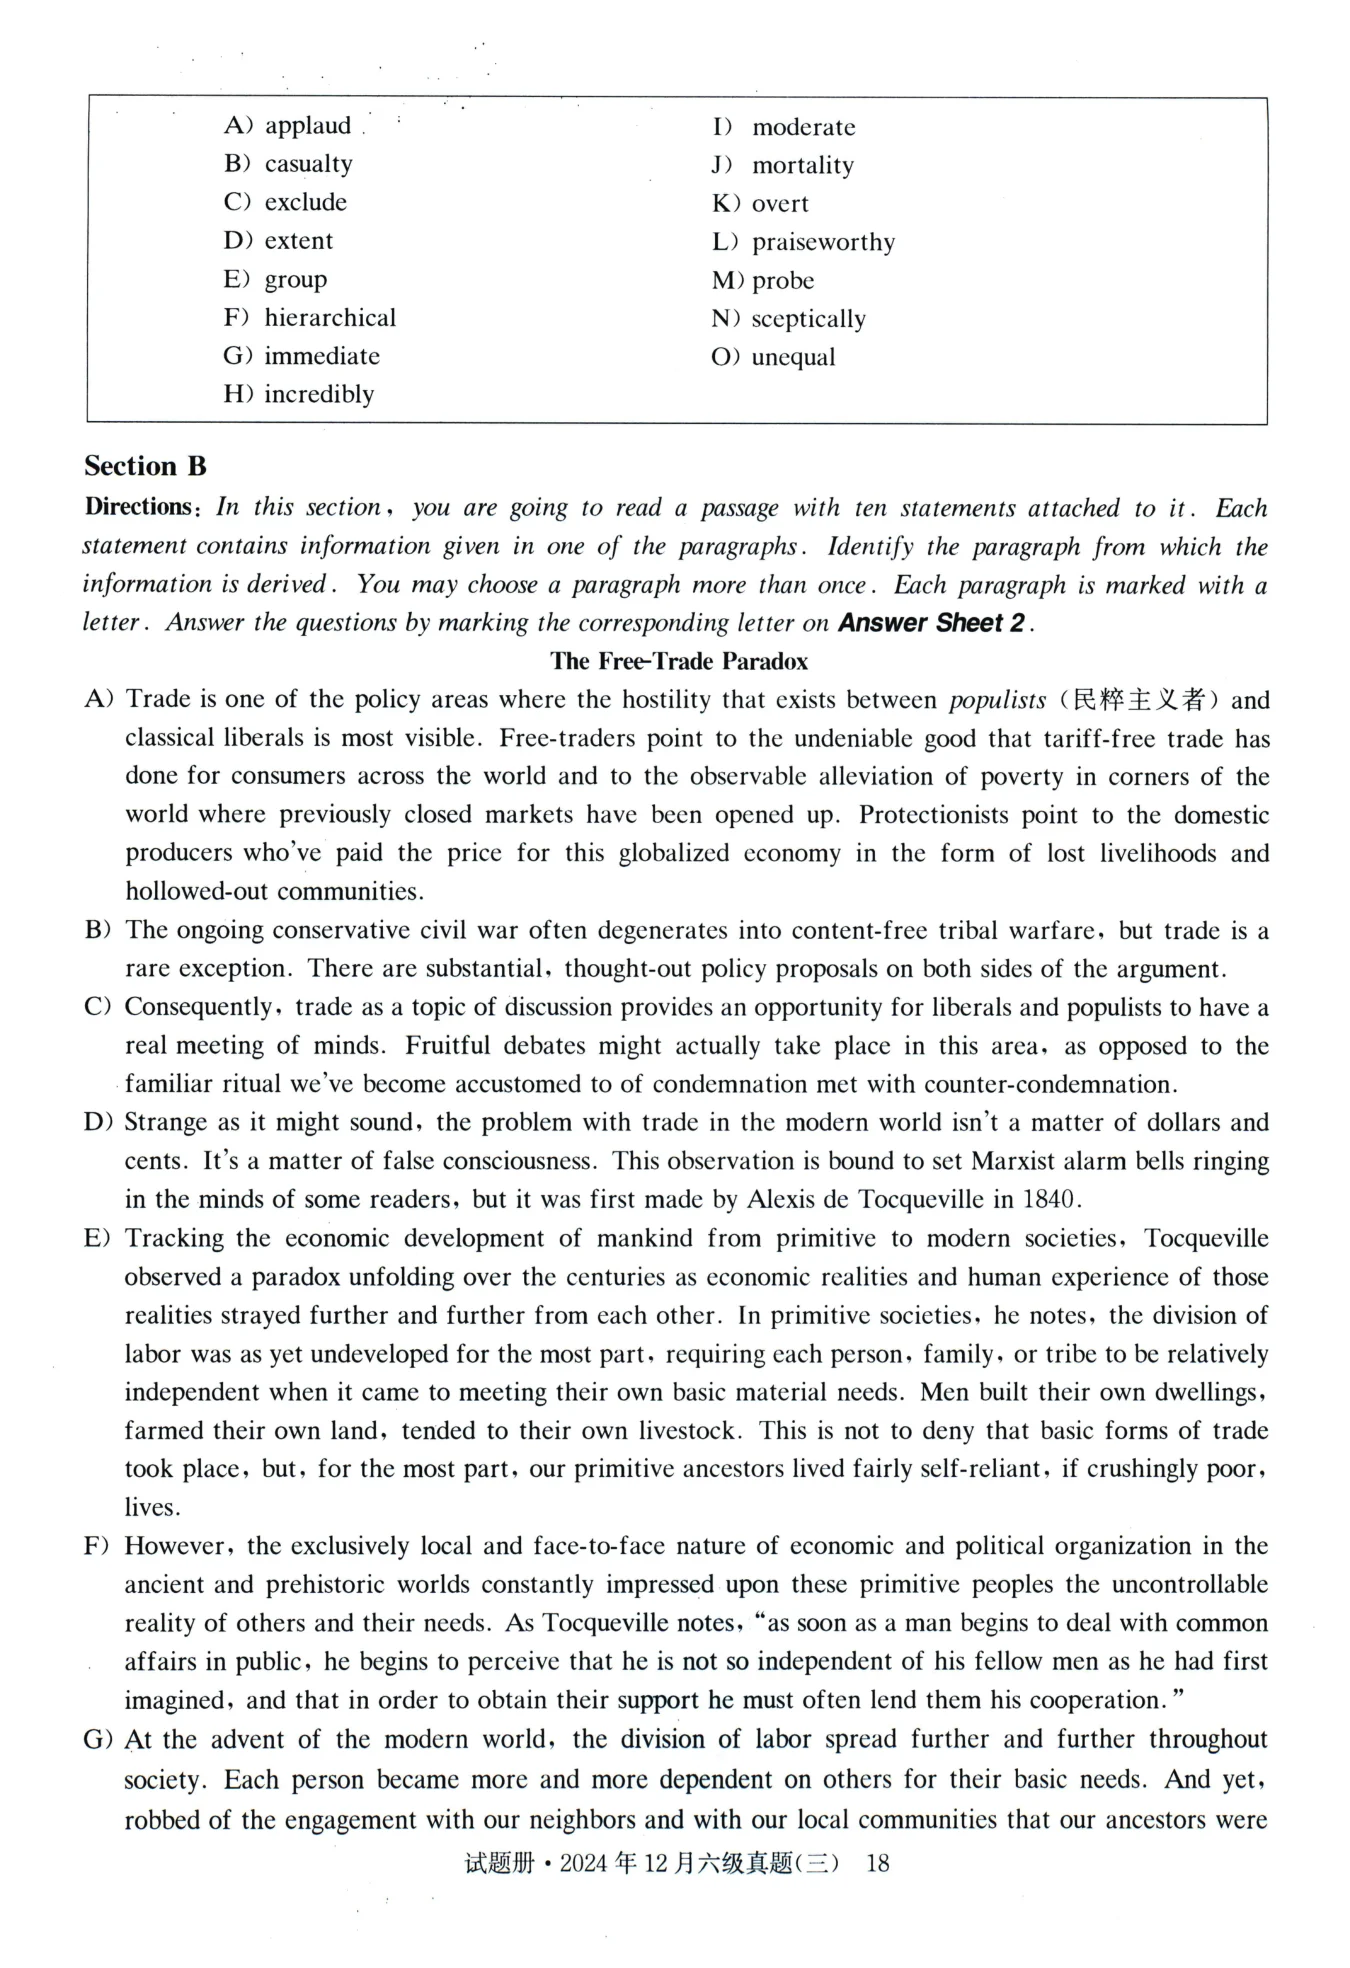 A) applaud
B) casualty
C) exclude
D) extent
E) group
F) hierarchical
G) immediate
H) incredibly
I) moderate
J) mortality
K) overt
L) praiseworthy
M) probe
N) sceptically
O) unequal
Section B
Directions: In this section, you are going to read a passage with ten statements attached to it. Each
statement contains information given in one of the paragraphs. Identify the paragraph from which the
information is derived. You may choose a paragraph more than once. Each paragraph is marked with a
letter. Answer the questions by marking the corresponding letter on Answer Sheet 2.
The Free-Trade Paradox
A) Trade is one of the policy areas where the hostility that exists between populists (民粹主义者) and
classical liberals is most visible. Free-traders point to the undeniable good that tariff-free trade has
done for consumers across the world and to the observable alleviation of poverty in corners of the
world where previously closed markets have been opened up. Protectionists point to the domestic
producers who've paid the price for this globalized economy in the form of lost livelihoods and
hollowed-out communities.
B) The ongoing conservative civil war often degenerates into content-free tribal warfare, but trade is a
rare exception. There are substantial, thought-out policy proposals on both sides of the argument.
C) Consequently, trade as a topic of discussion provides an opportunity for liberals and populists to have a
real meeting of minds. Fruitful debates might actually take place in this area, as opposed to the
familiar ritual we've become accustomed to of condemnation met with counter-condemnation.
D) Strange as it might sound, the problem with trade in the modern world isn't a matter of dollars and
cents. It's a matter of false consciousness. This observation is bound to set Marxist alarm bells ringing
in the minds of some readers, but it was first made by Alexis de Tocqueville in 1840.
E) Tracking the economic development of mankind from primitive to modern societies, Tocqueville
observed a paradox unfolding over the centuries as economic realities and human experience of those
realities strayed further and further from each other. In primitive societies, he notes, the division of
labor was as yet undeveloped for the most part, requiring each person, family, or tribe to be relatively
independent when it came to meeting their own basic material needs. Men built their own dwellings,
farmed their own land, tended to their own livestock. This is not to deny that basic forms of trade
took place, but, for the most part, our primitive ancestors lived fairly self-reliant, if crushingly poor,
lives.
F) However, the exclusively local and face-to-face nature of economic and political organization in the
ancient and prehistoric worlds constantly impressed upon these primitive peoples the uncontrollable
reality of others and their needs. As Tocqueville notes, “as soon as a man begins to deal with common
affairs in public, he begins to perceive that he is not so independent of his fellow men as he had first
imagined, and that in order to obtain their support he must often lend them his cooperation.”
G) At the advent of the modern world, the division of labor spread further and further throughout
society. Each person became more and more dependent on others for their basic needs. And yet,
robbed of the engagement with our neighbors and with our local communities that our ancestors were
试题册·2024年12月六级真题(三) 18